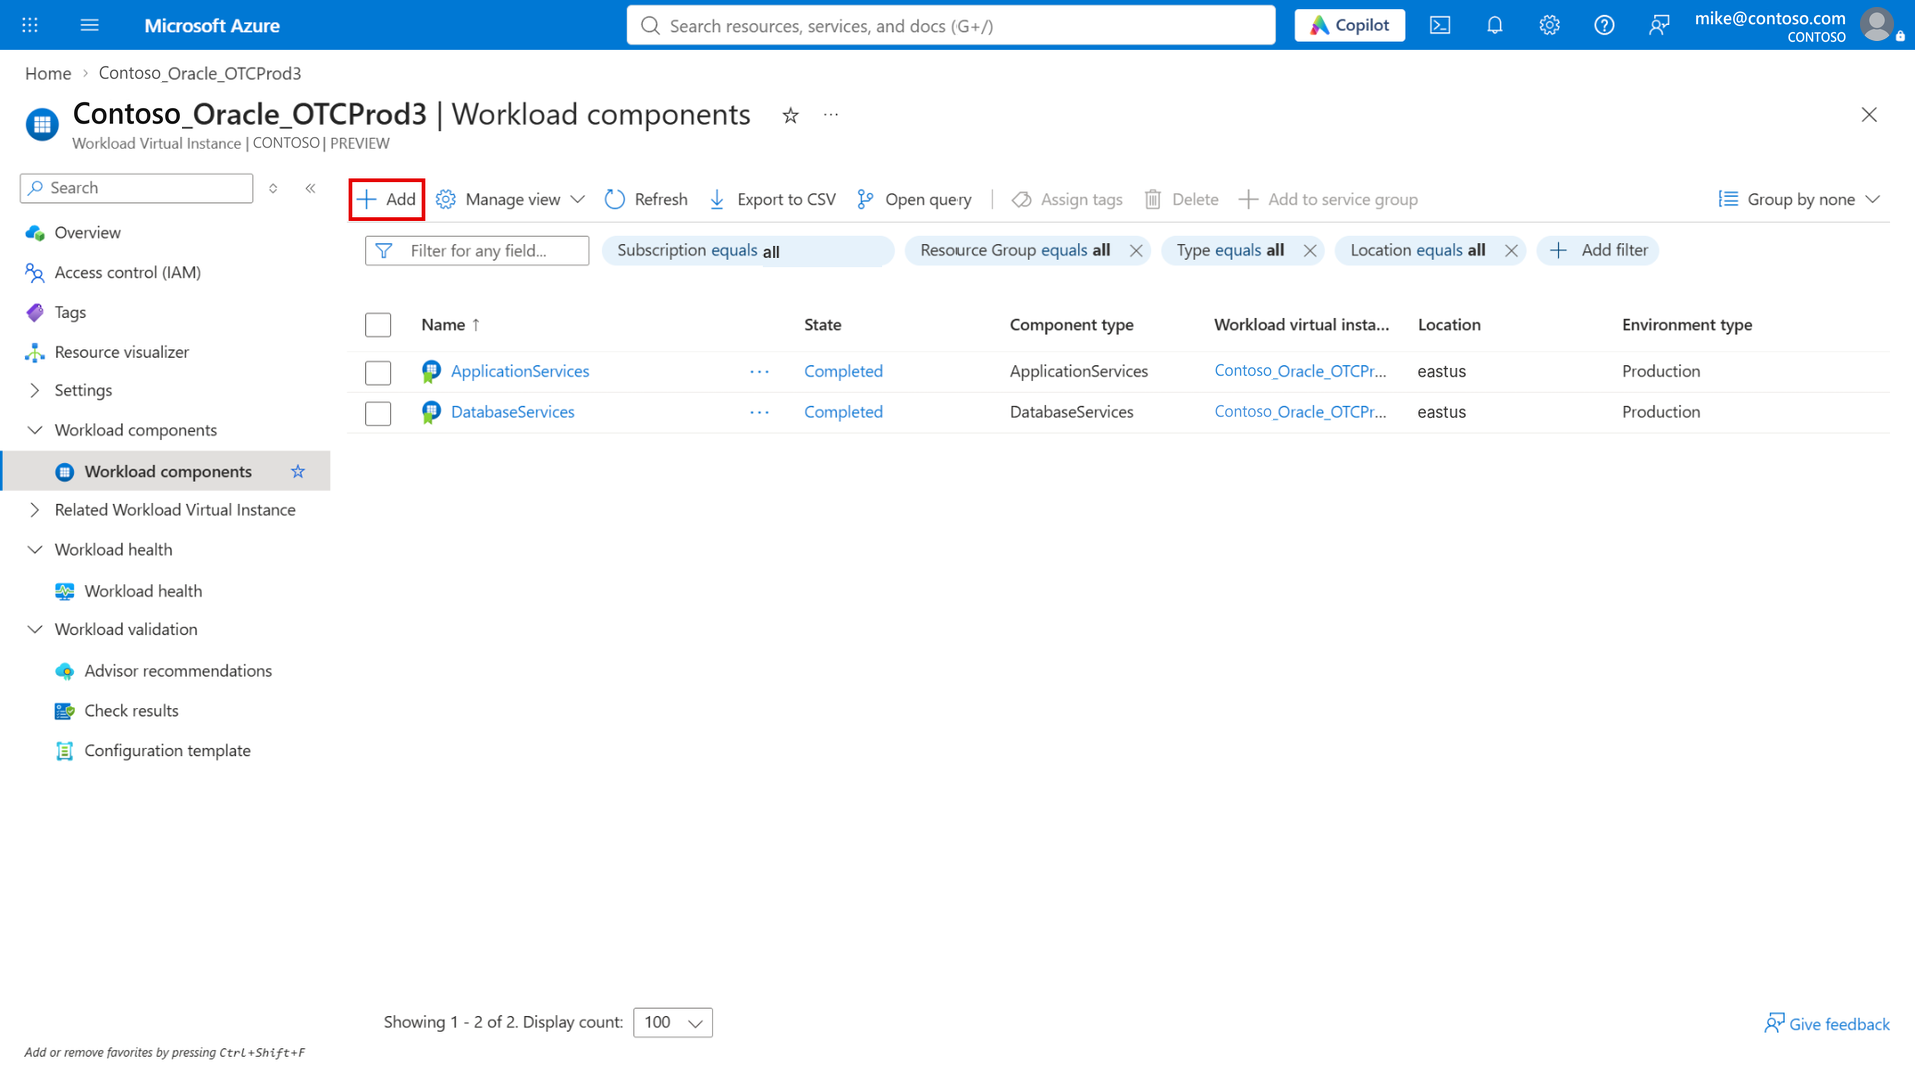 Microsoft Azure
Search resources, services, and docs (G+/)
Copilot
mike@contoso.com
CONTOSO
Home > Contoso_Oracle_OTCProd3
Contoso_Oracle_OTCProd3 | Workload components
Workload Virtual Instance | CONTOSO | PREVIEW
Search
Add Manage view Refresh Export to CSV Open query Assign tags Delete Add to service group Group by none
Filter for any field... Subscription equals all Resource Group equals all Type equals all Location equals all Add filter
Overview
Access control (IAM)
Tags
Resource visualizer
Settings
Workload components
Workload components
Related Workload Virtual Instance
Workload health
Workload health
Workload validation
Advisor recommendations
Check results
Configuration template
Name ↑ State Component type Workload virtual insta... Location Environment type
ApplicationServices ... Completed ApplicationServices Contoso_Oracle_OTCPr... eastus Production
DatabaseServices ... Completed DatabaseServices Contoso_Oracle_OTCPr... eastus Production
Showing 1 - 2 of 2. Display count: 100
Give feedback
Add or remove favorites by pressing Ctrl+Shift+F